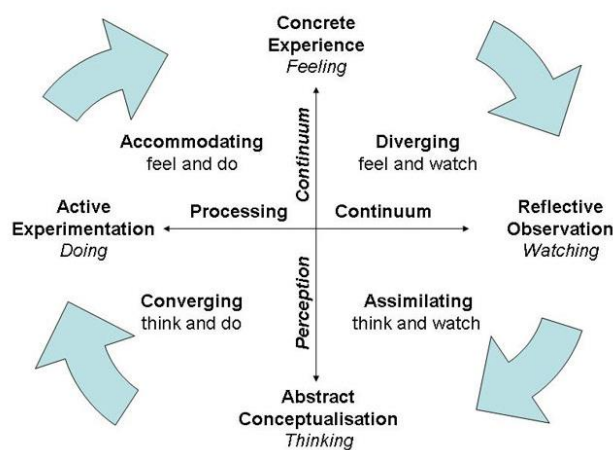 Concrete
Experience
Feeling
Continuum
Accommodating
feel and do
Diverging
feel and watch
Active
Experimentation
Doing
Processing
Continuum
Reflective
Observation
Watching
Perception
Converging
think and do
Assimilating
think and watch
Abstract
Conceptualisation
Thinking